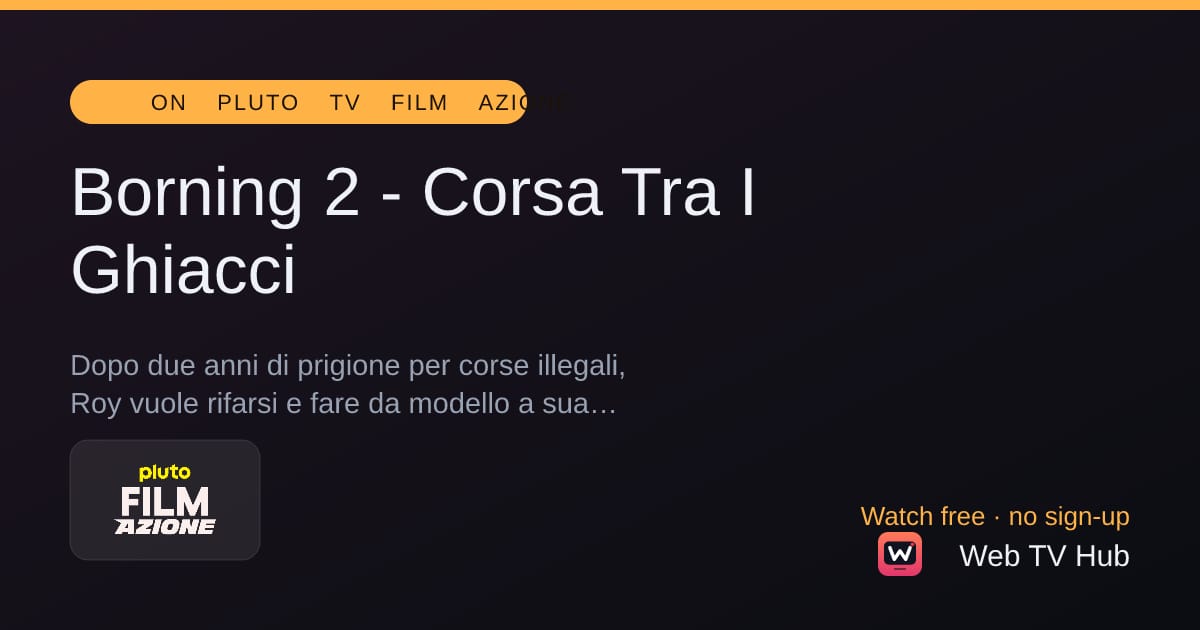 ON PLUTO TV FILM AZIONE
Borning 2 - Corsa Tra I
Ghiacci
Dopo due anni di prigione per corse illegali,
Roy vuole rifarsi e fare da modello a sua…
pluto
FILM
AZIONE
Watch free · no sign-up
W
Web TV Hub